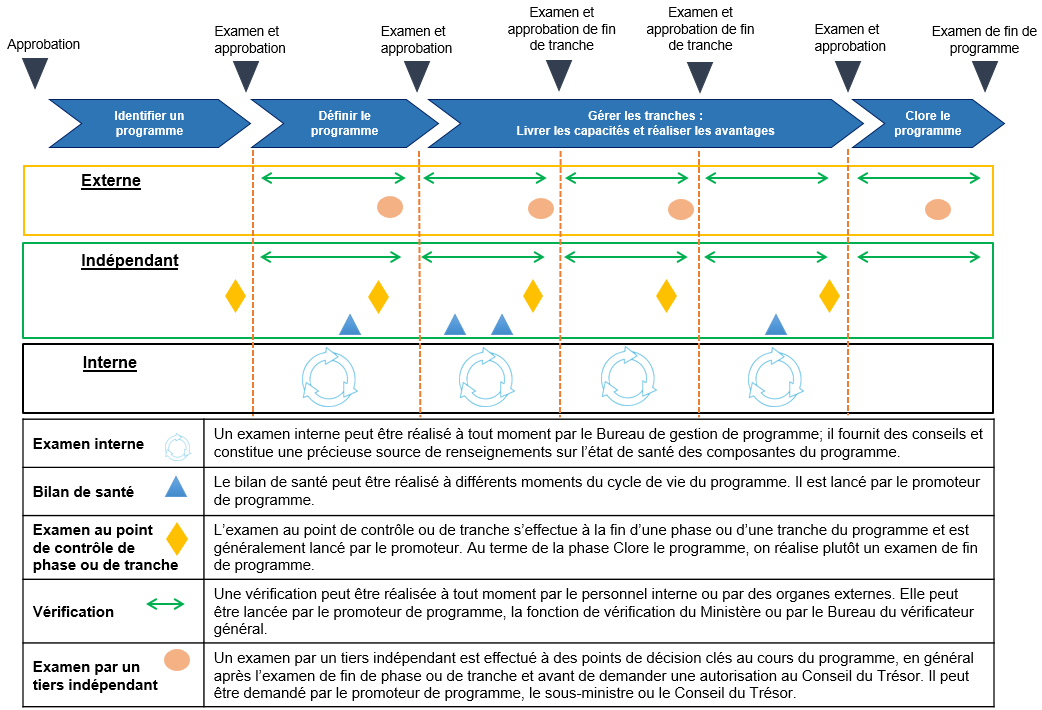 Approbation
Examen et
approbation
Examen et
approbation
Examen et
approbation de fin
de tranche
Examen et
approbation de fin
de tranche
Examen et
approbation
Examen de fin de
programme
Identifier un
programme
Définir le
programme
Gérer les tranches :
Livrer les capacités et réaliser les avantages
Clore le
programme
Externe
Indépendant
Interne
Examen interne
Un examen interne peut être réalisé à tout moment par le Bureau de gestion de programme; il fournit des conseils et
constitue une précieuse source de renseignements sur l’état de santé des composantes du programme.
Bilan de santé
Le bilan de santé peut être réalisé à différents moments du cycle de vie du programme. Il est lancé par le promoteur
de programme.
Examen au point
de contrôle de
phase ou de tranche
L’examen au point de contrôle ou de tranche s’effectue à la fin d’une phase ou d’une tranche du programme et est
généralement lancé par le promoteur. Au terme de la phase Clore le programme, on réalise plutôt un examen de fin
de programme.
Vérification
Une vérification peut être réalisée à tout moment par le personnel interne ou par des organes externes. Elle peut
être lancée par le promoteur de programme, la fonction de vérification du Ministère ou par le Bureau du vérificateur
général.
Examen par un
tiers indépendant
Un examen par un tiers indépendant est effectué à des points de décision clés au cours du programme, en général
après l’examen de fin de phase ou de tranche et avant de demander une autorisation au Conseil du Trésor. Il peut
être demandé par le promoteur de programme, le sous-ministre ou le Conseil du Trésor.